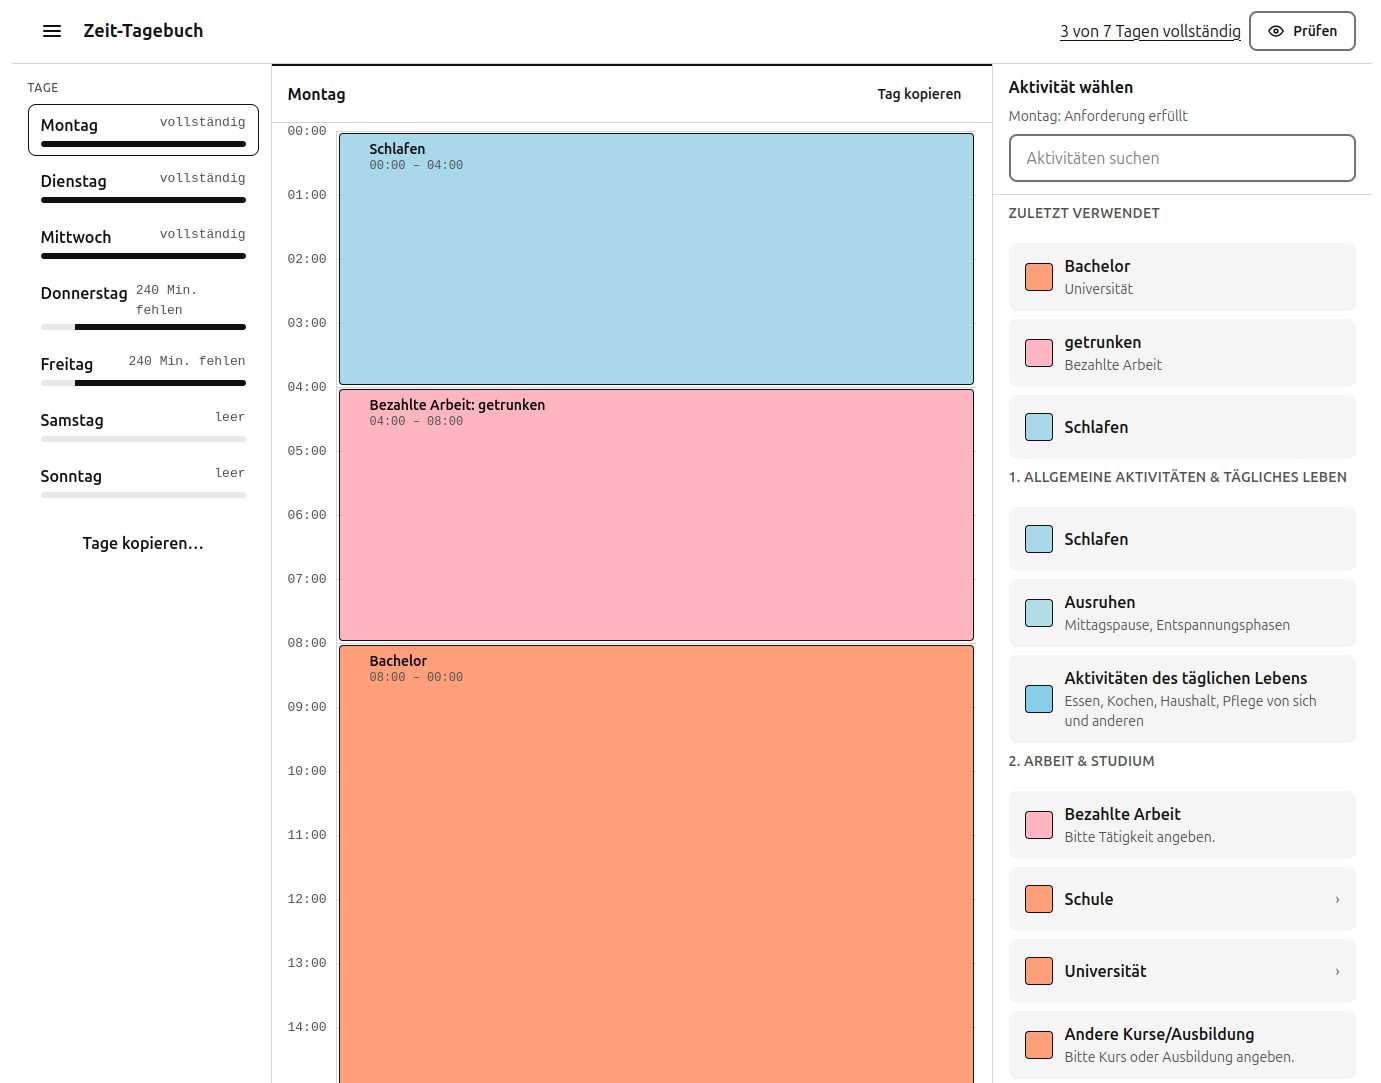 Zeit-Tagebuch
3 von 7 Tagen vollständig
Prüfen
TAGE
Montag
vollständig
Dienstag
vollständig
Mittwoch
vollständig
Donnerstag
240 Min.
fehlen
Freitag
240 Min. fehlen
Samstag
leer
Sonntag
leer
Tage kopieren…
Montag
Tag kopieren
00:00
01:00
02:00
03:00
04:00
05:00
06:00
07:00
08:00
09:00
10:00
11:00
12:00
13:00
14:00
Schlafen
00:00 – 04:00
Bezahlte Arbeit: getrunken
04:00 – 08:00
Bachelor
08:00 – 00:00
Aktivität wählen
Montag: Anforderung erfüllt
Aktivitäten suchen
ZULETZT VERWENDET
Bachelor
Universität
getrunken
Bezahlte Arbeit
Schlafen
1. ALLGEMEINE AKTIVITÄTEN & TÄGLICHES LEBEN
Schlafen
Ausruhen
Mittagspause, Entspannungsphasen
Aktivitäten des täglichen Lebens
Essen, Kochen, Haushalt, Pflege von sich
und anderen
2. ARBEIT & STUDIUM
Bezahlte Arbeit
Bitte Tätigkeit angeben.
Schule
Universität
Andere Kurse/Ausbildung
Bitte Kurs oder Ausbildung angeben.